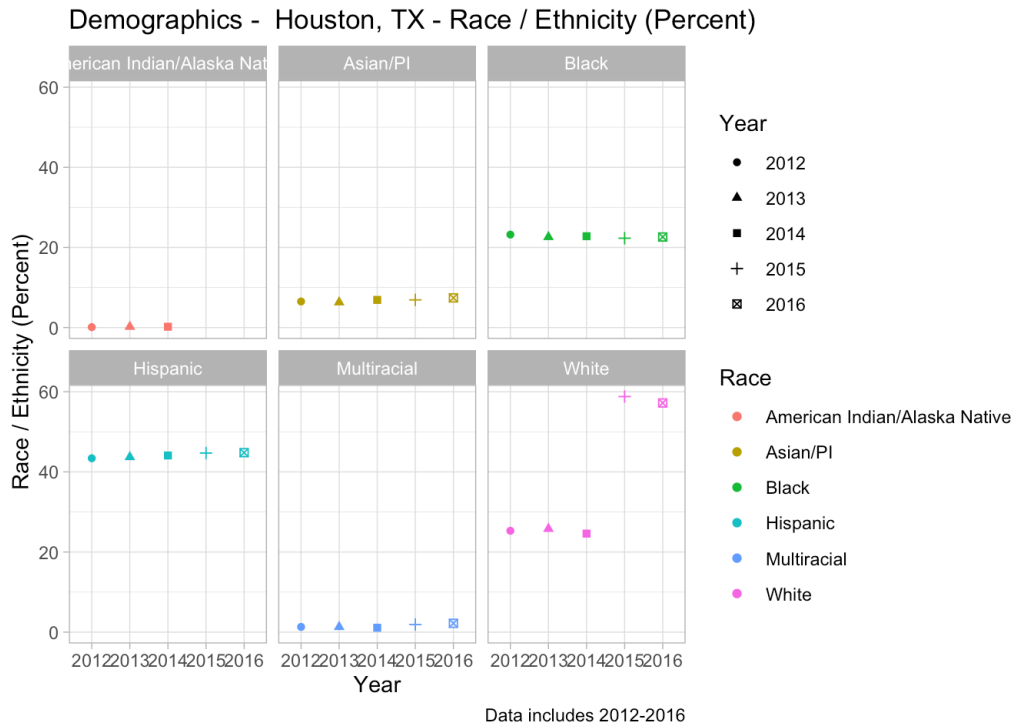 Demographics -  Houston, TX - Race / Ethnicity (Percent)
merican Indian/Alaska Nat
Asian/PI
Black
60
40
20
0
Hispanic
Multiracial
White
60
40
20
0
Race / Ethnicity (Percent)
2012 2013 2014 2015 2016
2012 2013 2014 2015 2016
2012 2013 2014 2015 2016
Year
Data includes 2012-2016
Year
2012
2013
2014
2015
2016
Race
American Indian/Alaska Native
Asian/PI
Black
Hispanic
Multiracial
White